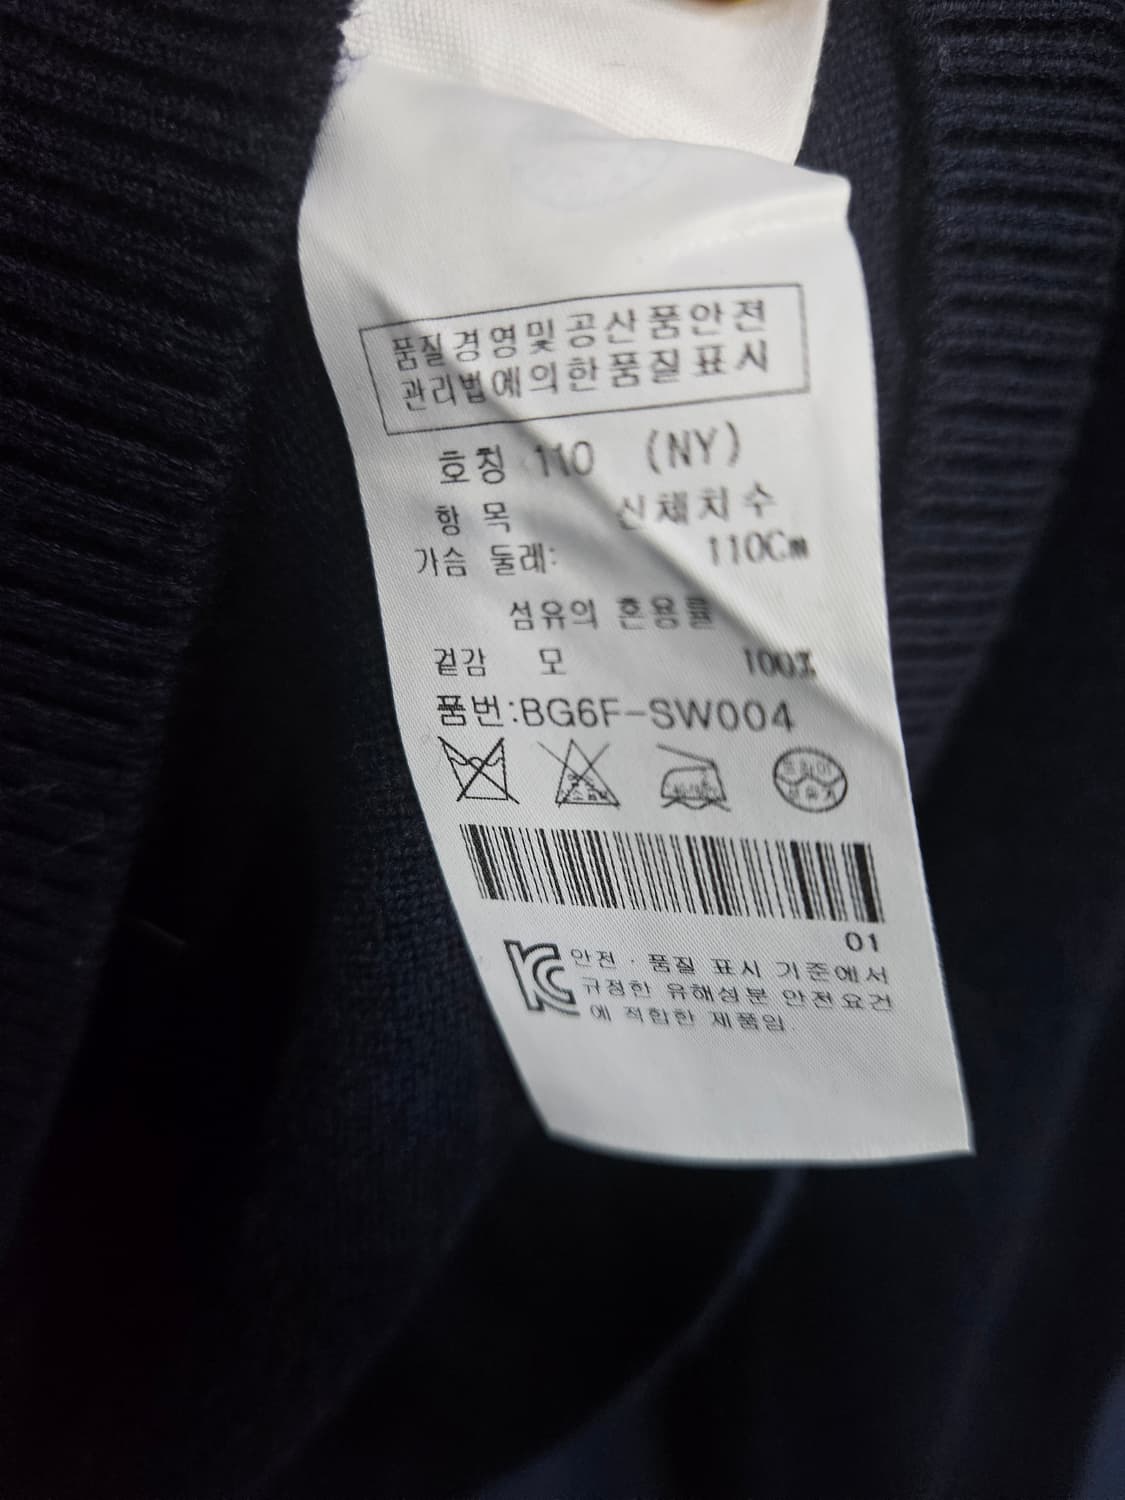 품질경영및공산품안전
관리법에의한품질표시
호칭 110 (NY)
항 목 신체치수
가슴 둘레: 110Cm
섬유의 혼용률
겉감 모 100%
품번:BG6F-SW004
드라이
01
안전 · 품질 표시 기준에서
규정한 유해성분 안전요건
에 적합한 제품임.